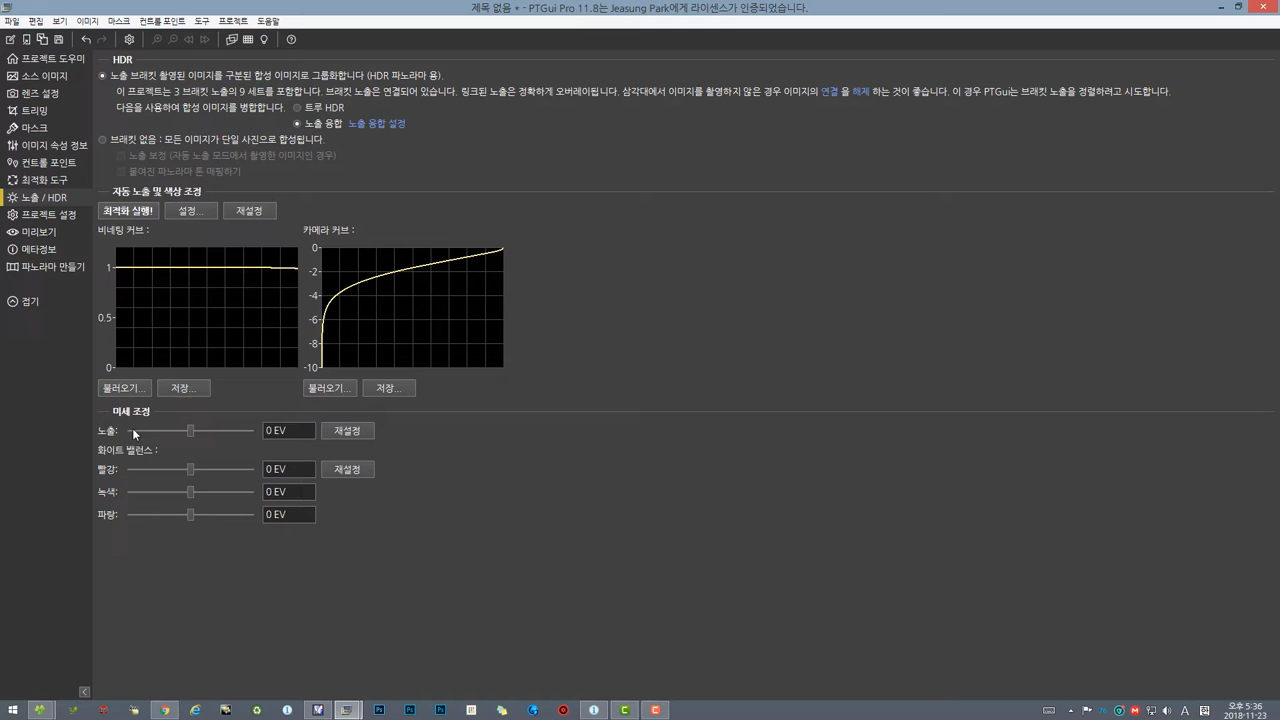 제목 없음 * - PTGui Pro 11.8는 Jeasung Park에게 라이센스가 인증되었습니다.
파일 편집 보기 이미지 마스크 컨트롤 포인트 도구 프로젝트 도움말
프로젝트 도우미
소스 이미지
렌즈 설정
트리밍
마스크
이미지 속성 정보
컨트롤 포인트
최적화 도구
노출 / HDR
프로젝트 설정
미리보기
메타정보
파노라마 만들기
접기
HDR
노출 브래킷 촬영된 이미지를 구분된 합성 이미지로 그룹화합니다 (HDR 파노라마 용).
이 프로젝트는 3 브래킷 노출의 9 세트를 포함합니다. 브래킷 노출은 연결되어 있습니다. 링크된 노출은 정확하게 오버레이됩니다. 삼각대에서 이미지를 촬영하지 않은 경우 이미지의 연결 을 해제 하는 것이 좋습니다. 이 경우 PTGui는 브래킷 노출을 정렬하려고 시도합니다.
다음을 사용하여 합성 이미지를 병합합니다. 트루 HDR
노출 융합 노출 융합 설정
브래킷 없음 : 모든 이미지가 단일 사진으로 합성됩니다.
노출 보정 (자동 노출 모드에서 촬영한 이미지인 경우)
붙여진 파노라마 톤 매핑하기
자동 노출 및 색상 조정
최적화 실행! 설정... 재설정
비네팅 커브 : 카메라 커브 :
1
0.5
0
0
-2
-4
-6
-8
-10
불러오기... 저장... 불러오기... 저장...
미세 조정
노출: 0 EV 재설정
화이트 밸런스 :
빨강: 0 EV 재설정
녹색: 0 EV
파랑: 0 EV
오후 5:36
2018-11-23